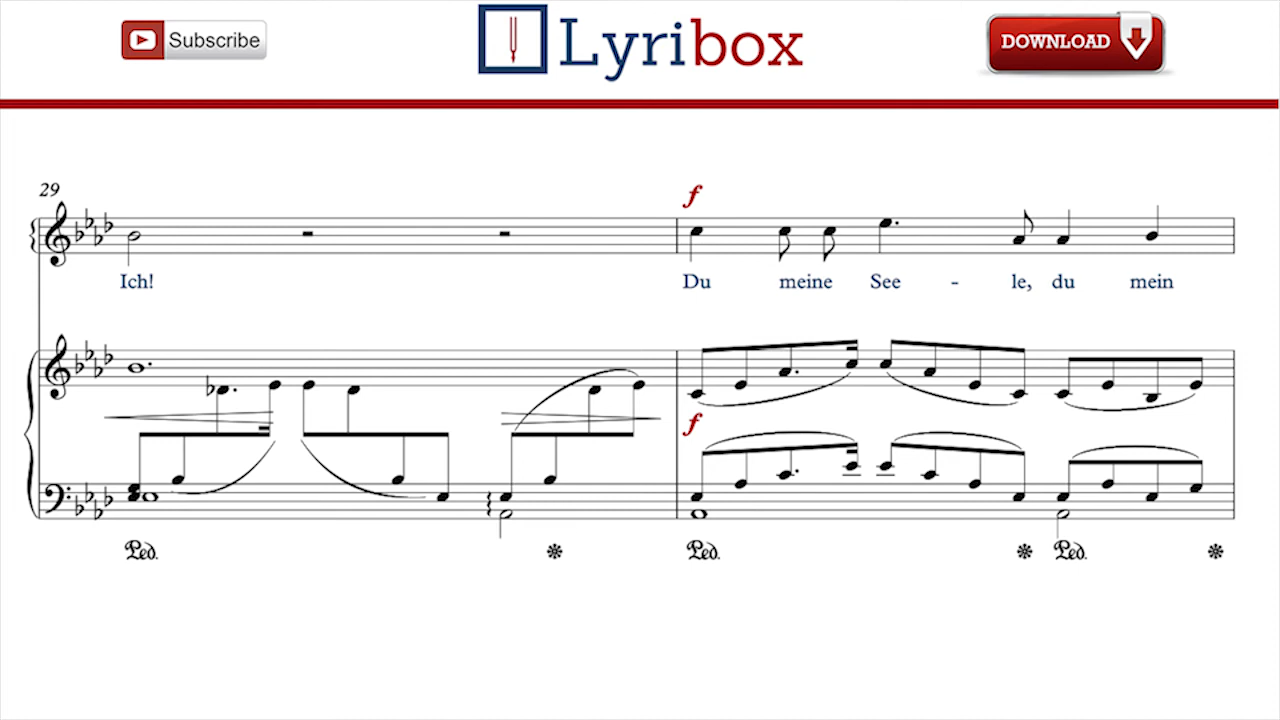 Subscribe
Lyribox
DOWNLOAD
29
f
Ich!
Du meine See - le, du mein
f
Ped. Ped. Ped.